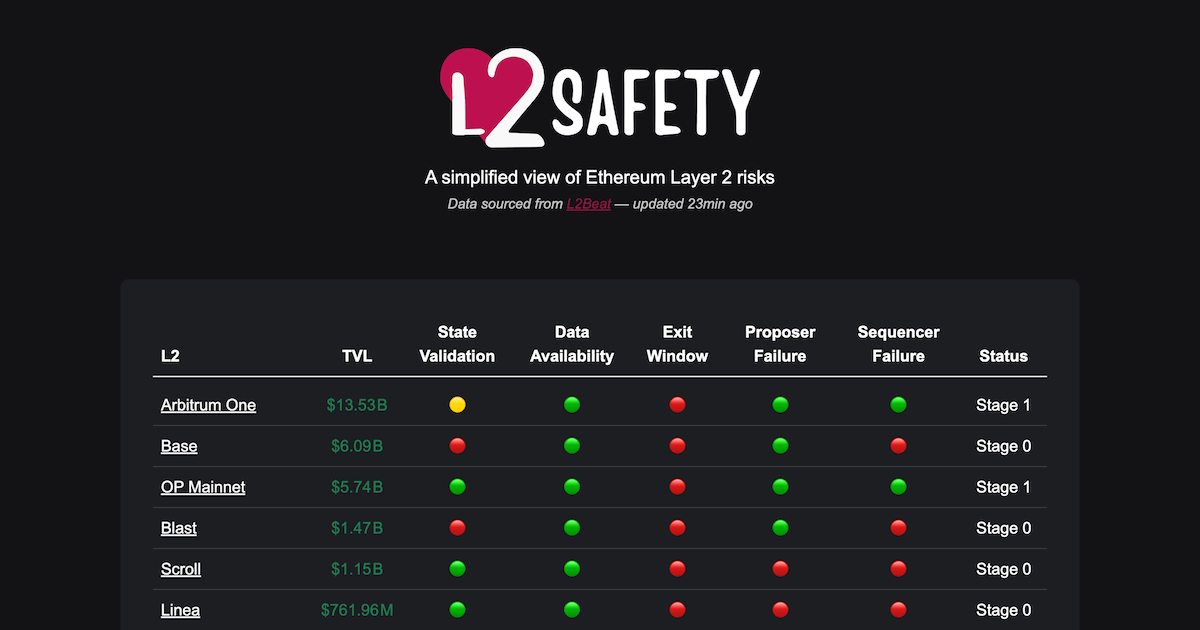 L2 SAFETY
A simplified view of Ethereum Layer 2 risks
Data sourced from L2Beat — updated 23min ago
L2 TVL State Validation Data Availability Exit Window Proposer Failure Sequencer Failure Status
Arbitrum One $13.53B Stage 1
Base $6.09B Stage 0
OP Mainnet $5.74B Stage 1
Blast $1.47B Stage 0
Scroll $1.15B Stage 0
Linea $761.96M Stage 0